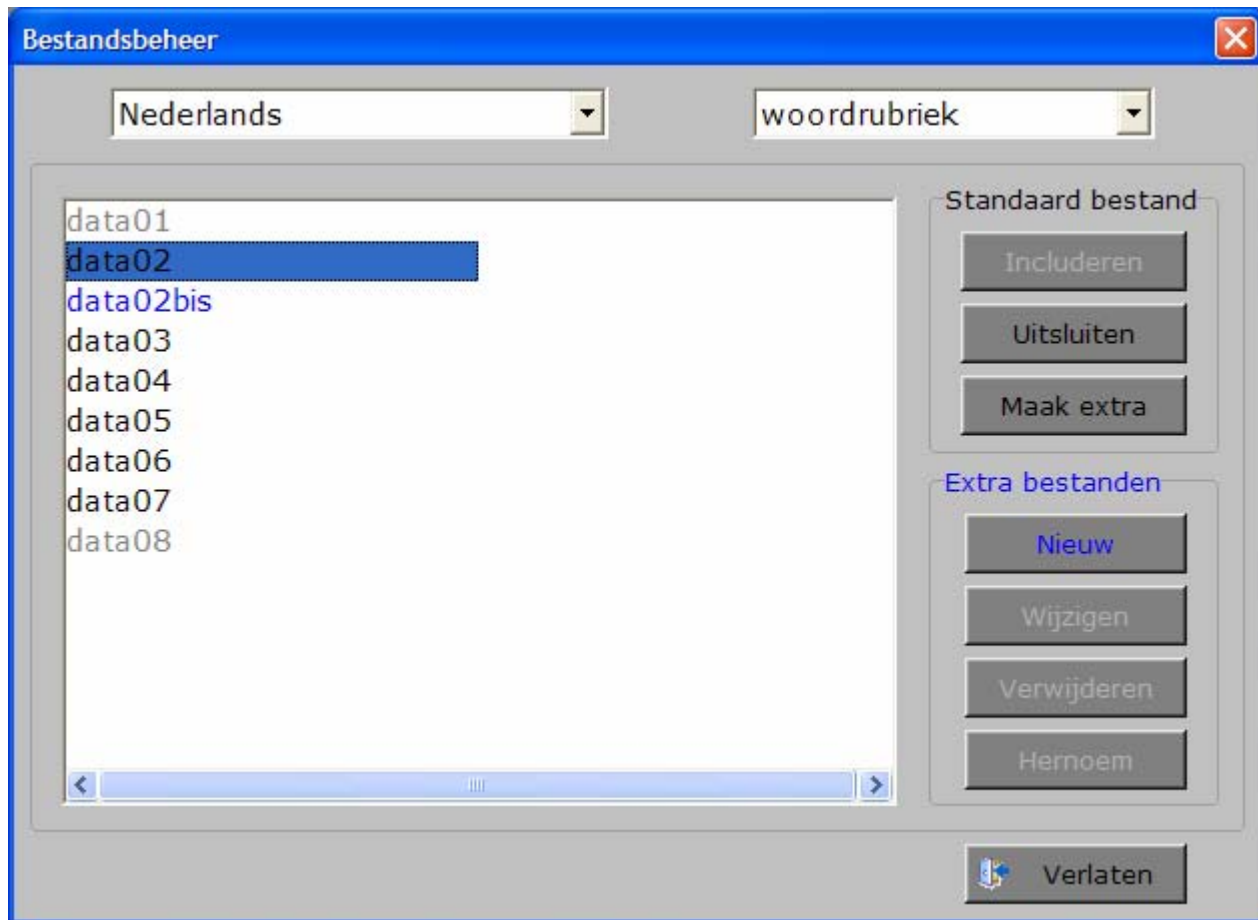 Bestandsbeheer
Nederlands
woordrubriek
data01
data02
data02bis
data03
data04
data05
data06
data07
data08
Standaard bestand
Includeren
Uitsluiten
Maak extra
Extra bestanden
Nieuw
Wijzigen
Verwijderen
Hernoem
Verlaten